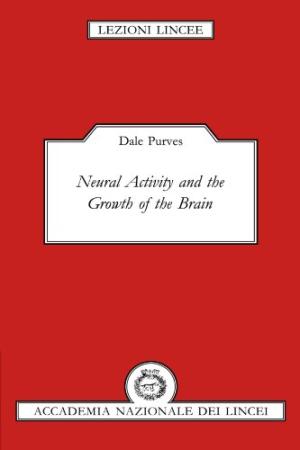 LEZIONI LINCEE
Dale Purves
Neural Activity and the
Growth of the Brain
ACCADEMIA NAZIONALE DEI LINCEI